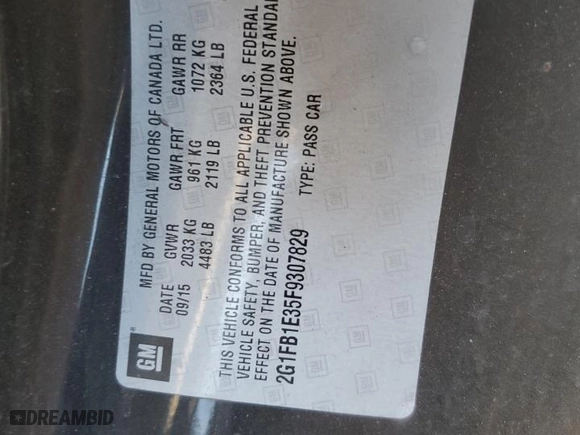 MFD BY GENERAL MOTORS OF CANADA LTD.
DATE GVWR GAWR FRT GAWR RR
09/15 2033 KG 961 KG 1072 KG
4483 LB 2119 LB 2364 LB
THIS VEHICLE CONFORMS TO ALL APPLICABLE U.S. FEDERAL
VEHICLE SAFETY, BUMPER, AND THEFT PREVENTION STANDA
EFFECT ON THE DATE OF MANUFACTURE SHOWN ABOVE.
2G1FB1E35F9307829 TYPE: PASS CAR
GM
DREAMBID